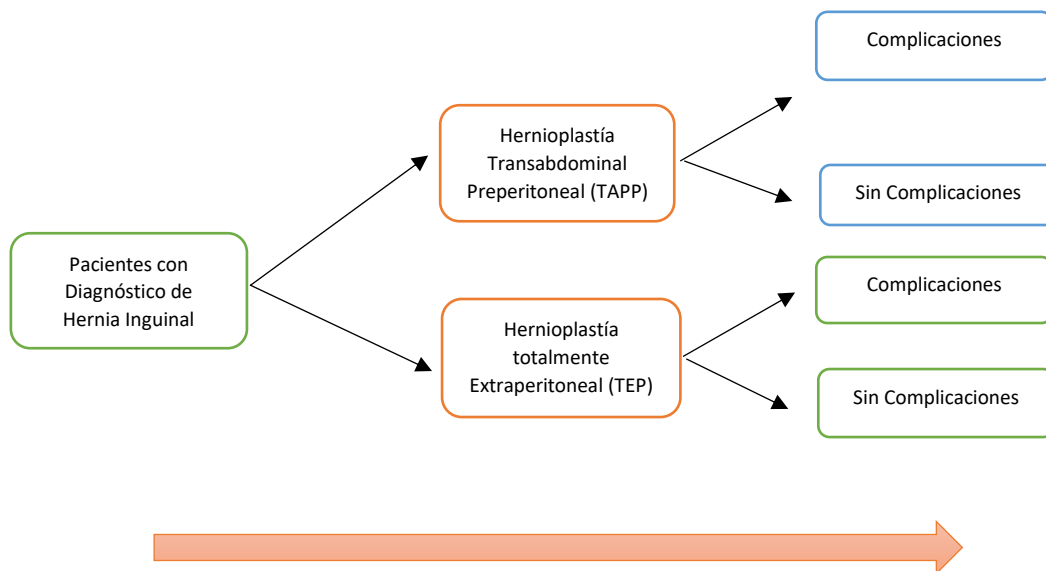 Complicaciones
Hernioplastía
Transabdominal
Preperitoneal (TAPP)
Sin Complicaciones
Pacientes con
Diagnóstico de
Hernia Inguinal
Complicaciones
Hernioplastía
totalmente
Extraperitoneal (TEP)
Sin Complicaciones